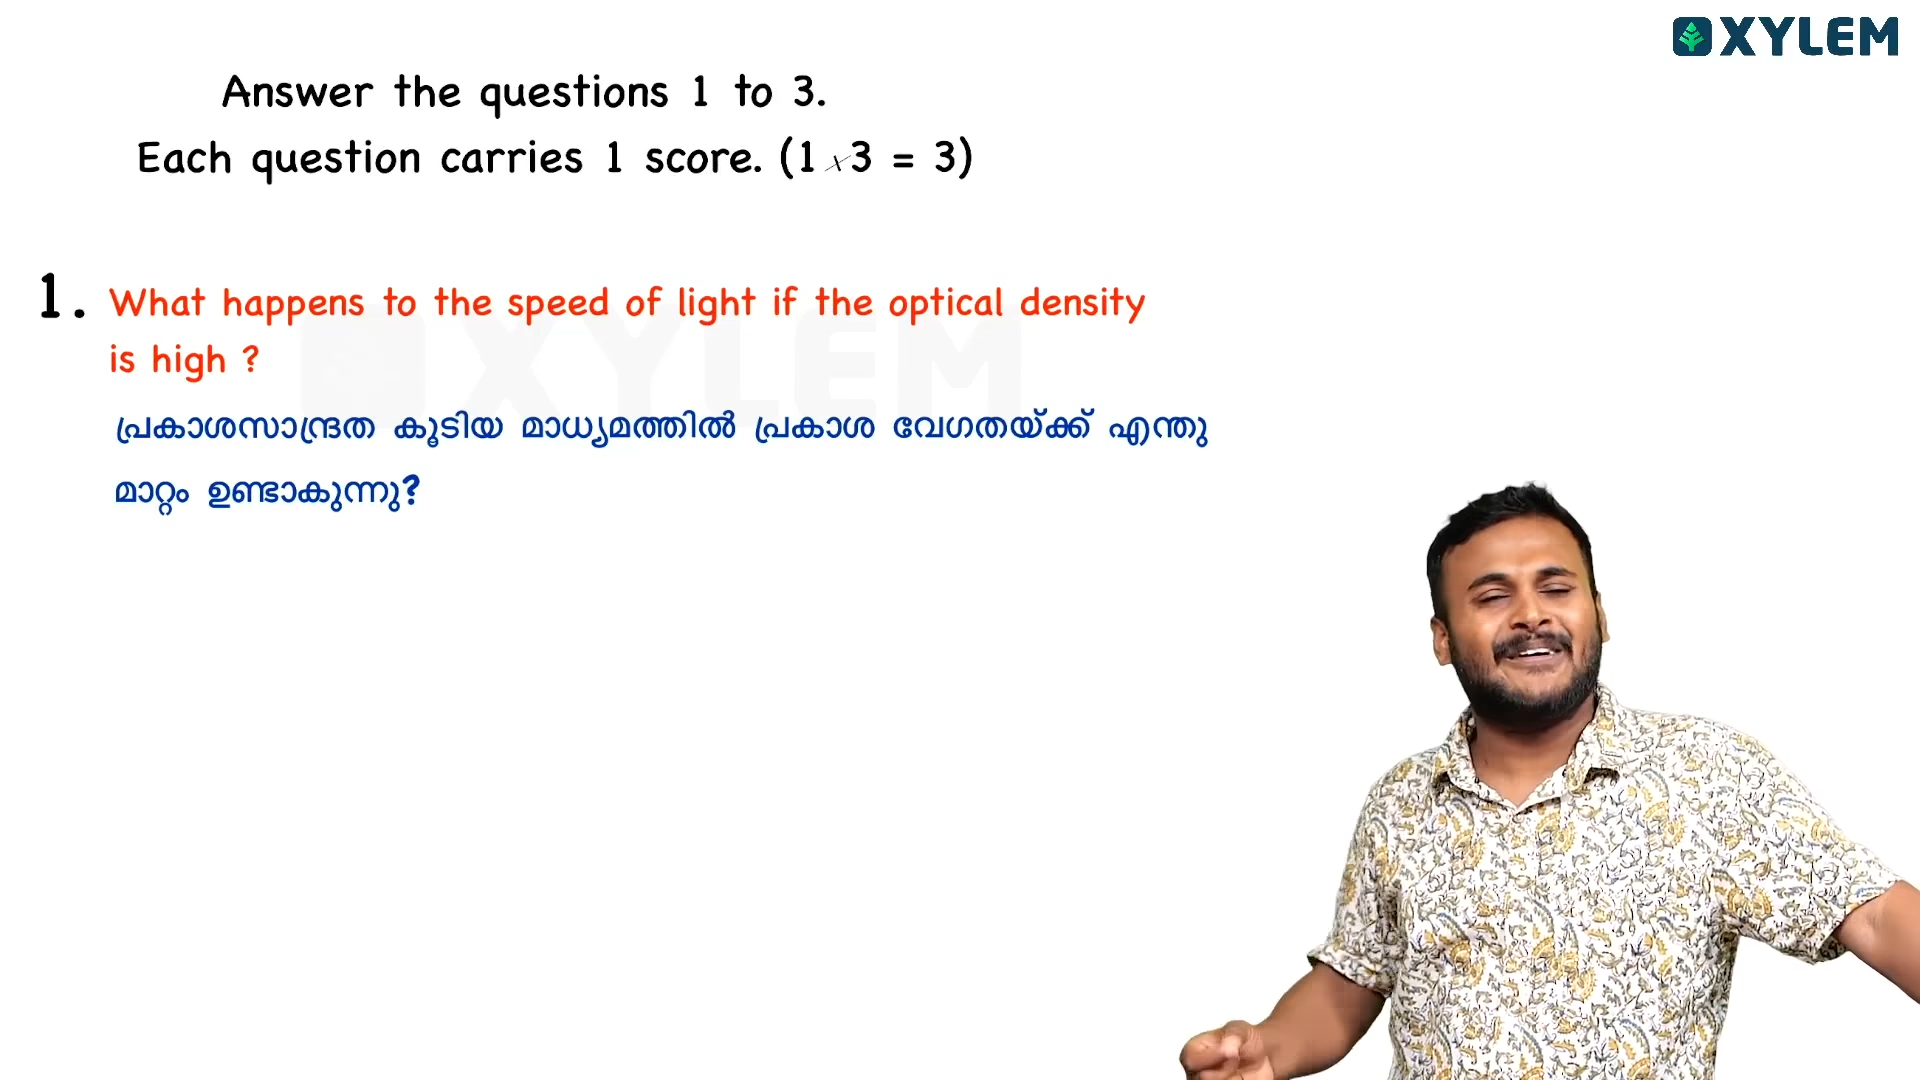 XYLEM
Answer the questions 1 to 3.
Each question carries 1 score. (1 x 3 = 3)
1. What happens to the speed of light if the optical density
is high ?
പ്രകാശസാന്ദ്രത കൂടിയ മാധ്യമത്തിൽ പ്രകാശ വേഗതയ്ക്ക് എന്തു
മാറ്റം ഉണ്ടാകുന്നു?
XYLEM